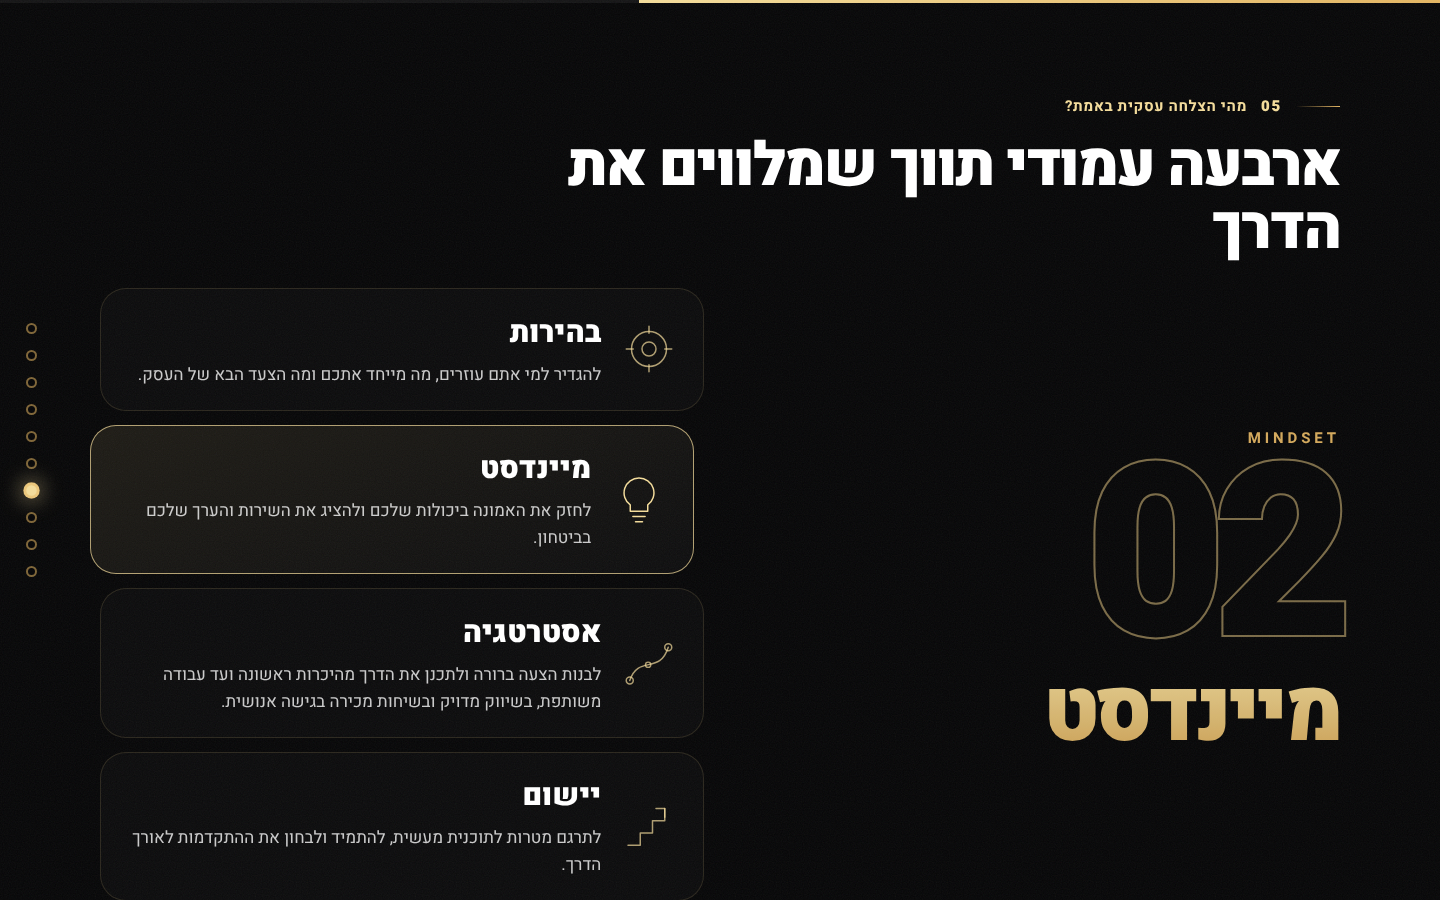 05 מהי הצלחה עסקית באמת?
ארבעה עמודי תווך שמלווים את
הדרך
MINDSET
02
מיינדסט
בהירות
להגדיר למי אתם עוזרים, מה מייחד אתכם ומה הצעד הבא של העסק.
מיינדסט
לחזק את האמונה ביכולות שלכם ולהציג את השירות והערך שלכם
בביטחון.
אסטרטגיה
לבנות הצעה ברורה ולתכנן את הדרך מהיכרות ראשונה ועד עבודה
משותפת, בשיווק מדויק ובשיחות מכירה בגישה אנושית.
יישום
לתרגם מטרות לתוכנית מעשית, להתמיד ולבחון את ההתקדמות לאורך
הדרך.